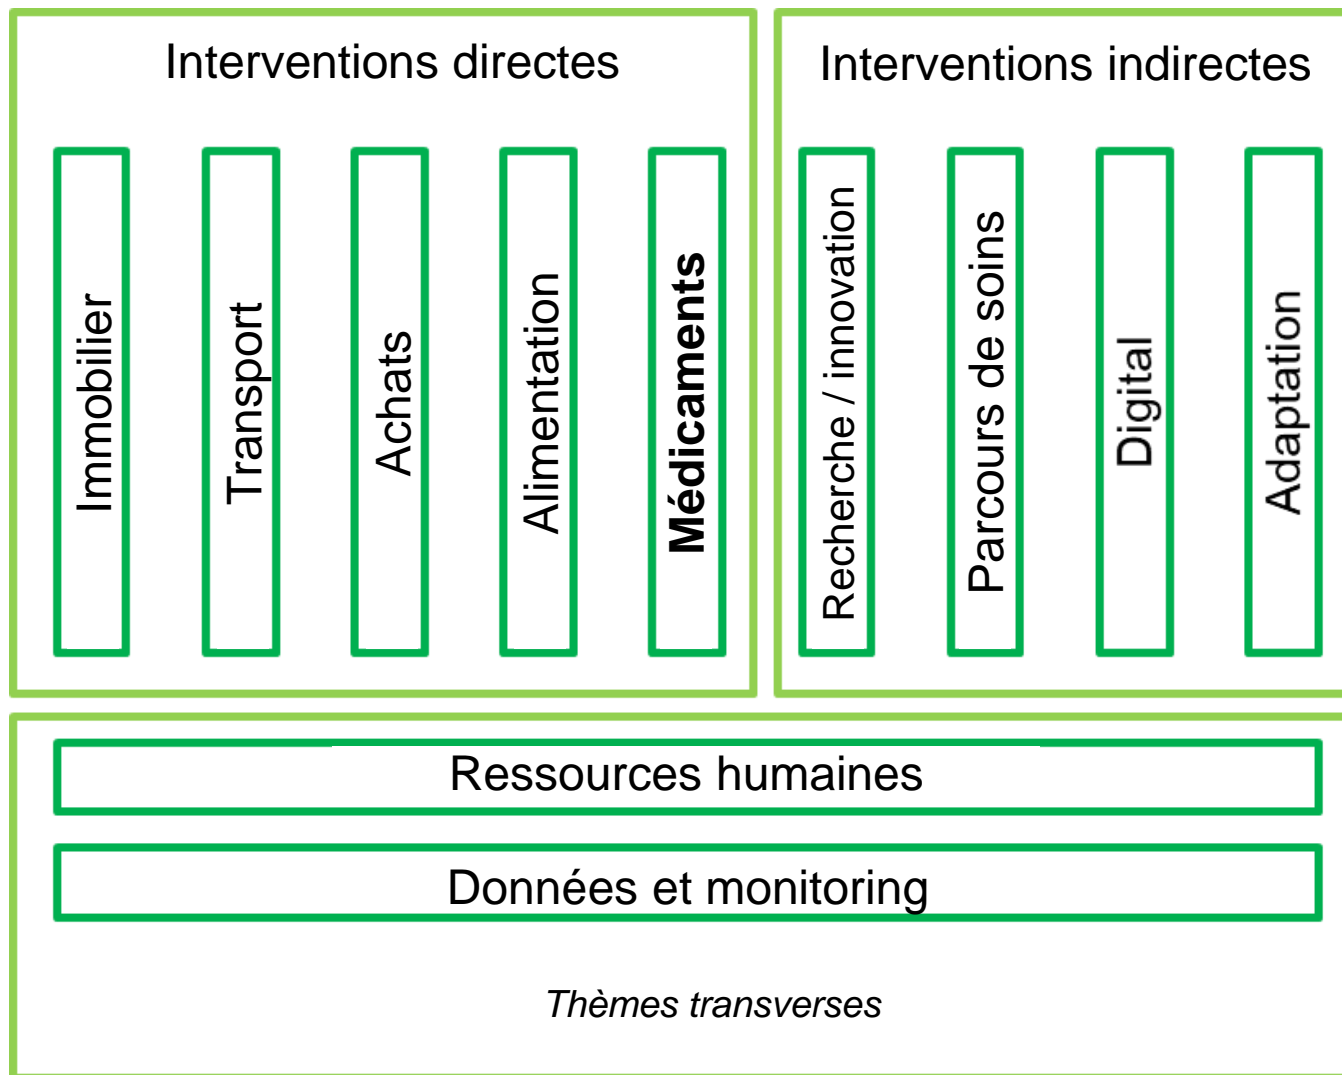 Interventions directes
Immobilier
Transport
Achats
Alimentation
Médicaments
Interventions indirectes
Recherche / innovation
Parcours de soins
Digital
Adaptation
Ressources humaines
Données et monitoring
Thèmes transverses